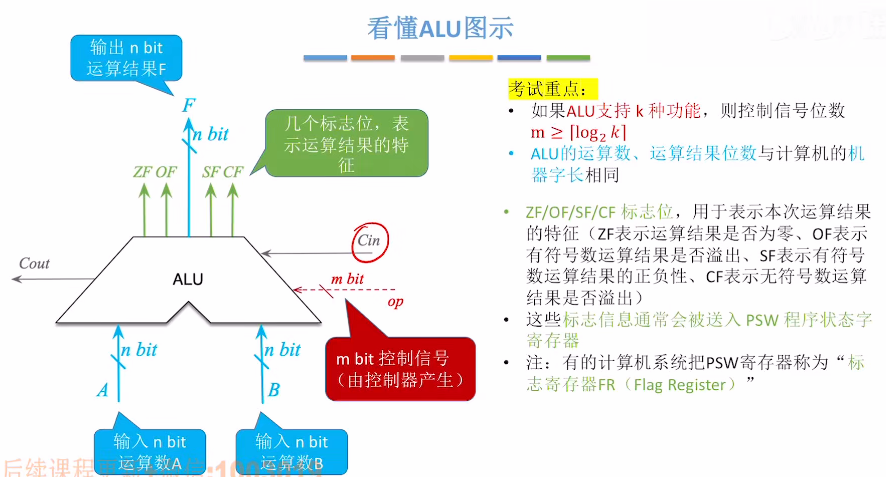 看懂ALU图示
输出 n bit
运算结果F
F
n bit
几个标志位，表
示运算结果的特
征
ZF OF SF CF
Cin
Cout
ALU
m bit
op
n bit
n bit
A
B
m bit 控制信号
（由控制器产生）
输入 n bit
运算数A
输入 n bit
运算数B
考试重点：
• 如果ALU支持 k 种功能，则控制信号位数
m ≥ ⌈log₂ k⌉
• ALU的运算数、运算结果位数与计算机的机
器字长相同
• ZF/OF/SF/CF 标志位，用于表示本次运算结果
的特征（ZF表示运算结果是否为零、OF表示
有符号数运算结果是否溢出、SF表示有符号
数运算结果的正负性、CF表示无符号数运算
结果是否溢出）
• 这些标志信息通常会被送入 PSW 程序状态字
寄存器
• 注：有的计算机系统把PSW寄存器称为“标
志寄存器FR（Flag Register）”
后续课程